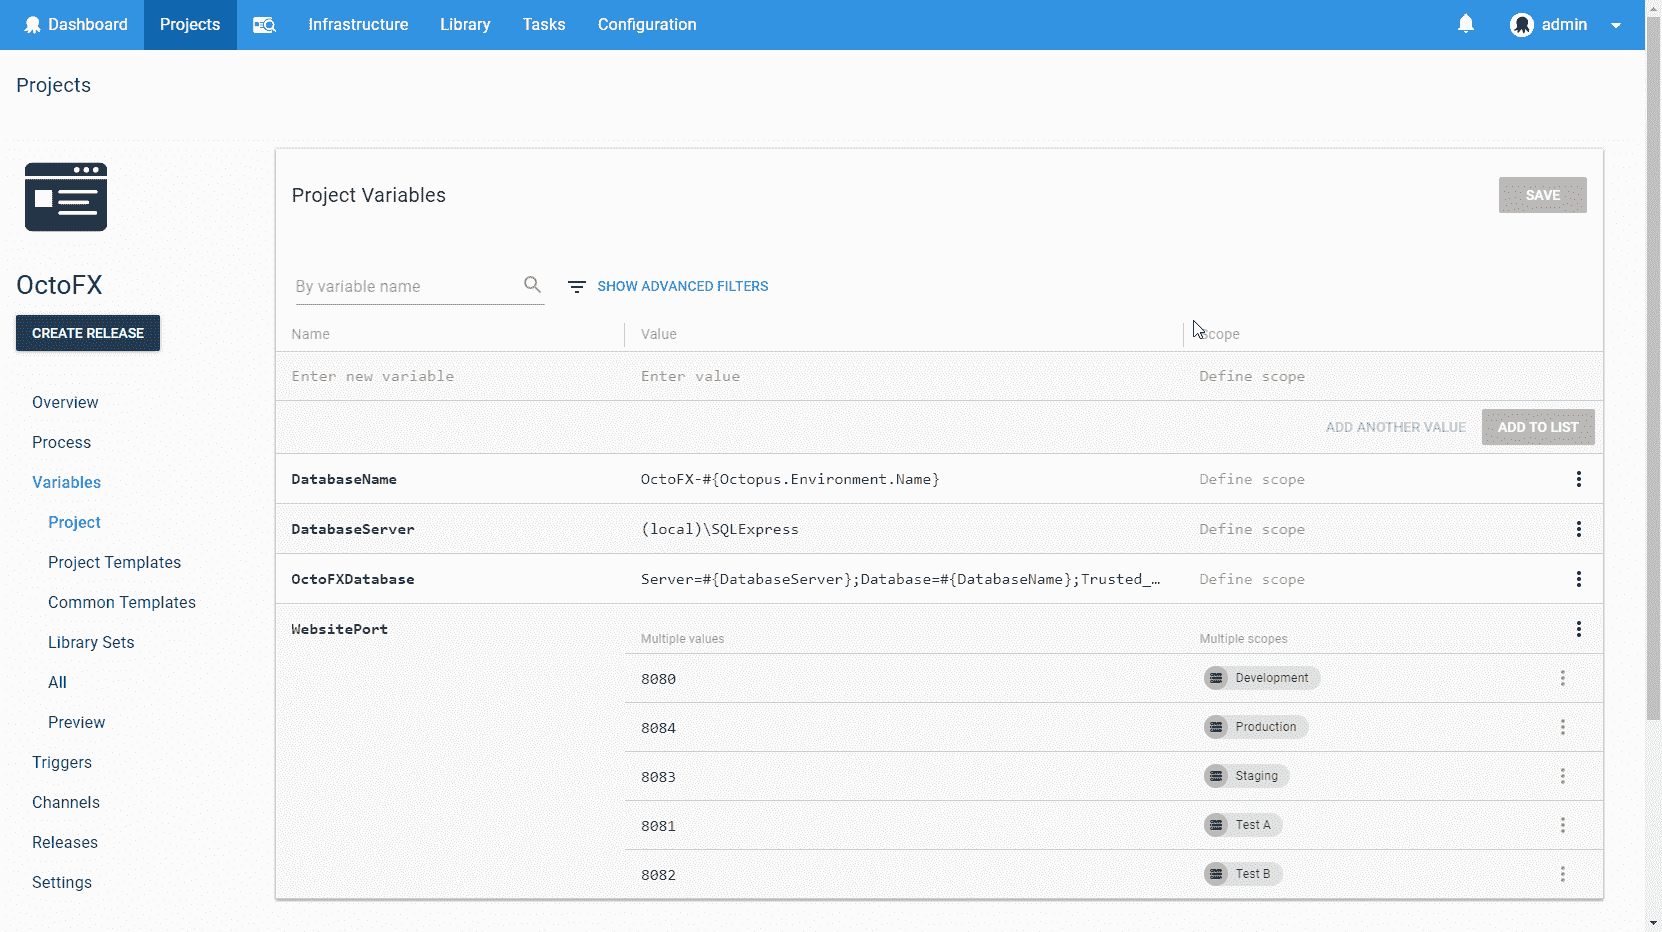 Dashboard Projects Infrastructure Library Tasks Configuration admin
Projects
OctoFX
CREATE RELEASE
Overview
Process
Variables
Project
Project Templates
Common Templates
Library Sets
All
Preview
Triggers
Channels
Releases
Settings
Project Variables SAVE
By variable name SHOW ADVANCED FILTERS
Name Value Scope
Enter new variable Enter value Define scope
ADD ANOTHER VALUE ADD TO LIST
DatabaseName OctoFX-#{Octopus.Environment.Name} Define scope
DatabaseServer (local)\SQLExpress Define scope
OctoFXDatabase Server=#{DatabaseServer};Database=#{DatabaseName};Trusted_… Define scope
WebsitePort Multiple values Multiple scopes
8080 Development
8084 Production
8083 Staging
8081 Test A
8082 Test B